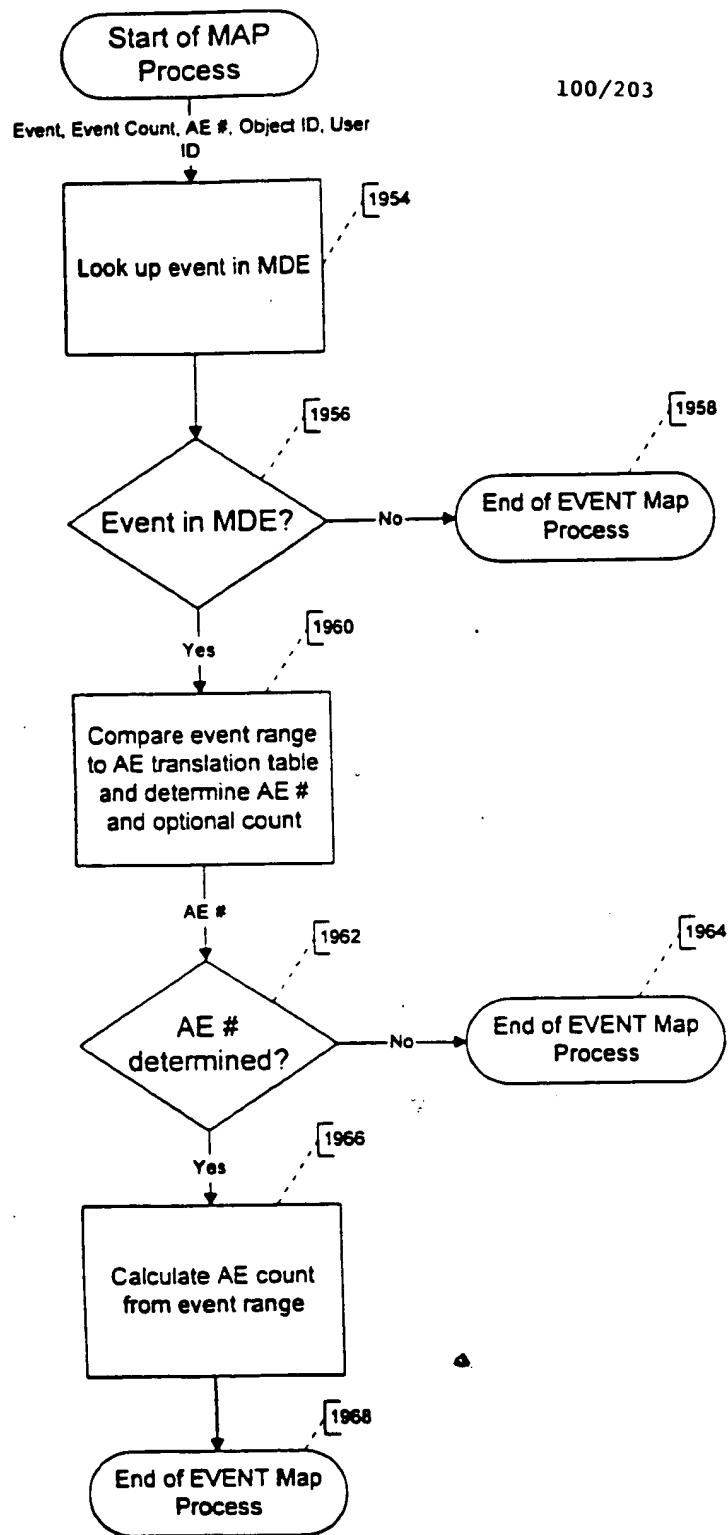 Start of MAP
Process
100/203
Event, Event Count, AE #, Object ID, User
ID
1954
Look up event in MDE
1956
1958
Event in MDE?
No
End of EVENT Map
Process
Yes
1960
Compare event range
to AE translation table
and determine AE #
and optional count
AE #
1962
1964
AE #
determined?
No
End of EVENT Map
Process
Yes
1966
Calculate AE count
from event range
1968
End of EVENT Map
Process